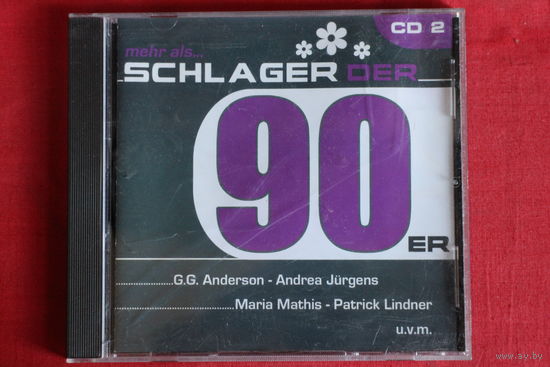 CD 2
mehr als...
SCHLAGER DER
90
ER
G.G. Anderson - Andrea Jürgens
Maria Mathis - Patrick Lindner
u.v.m.
www.ay.by